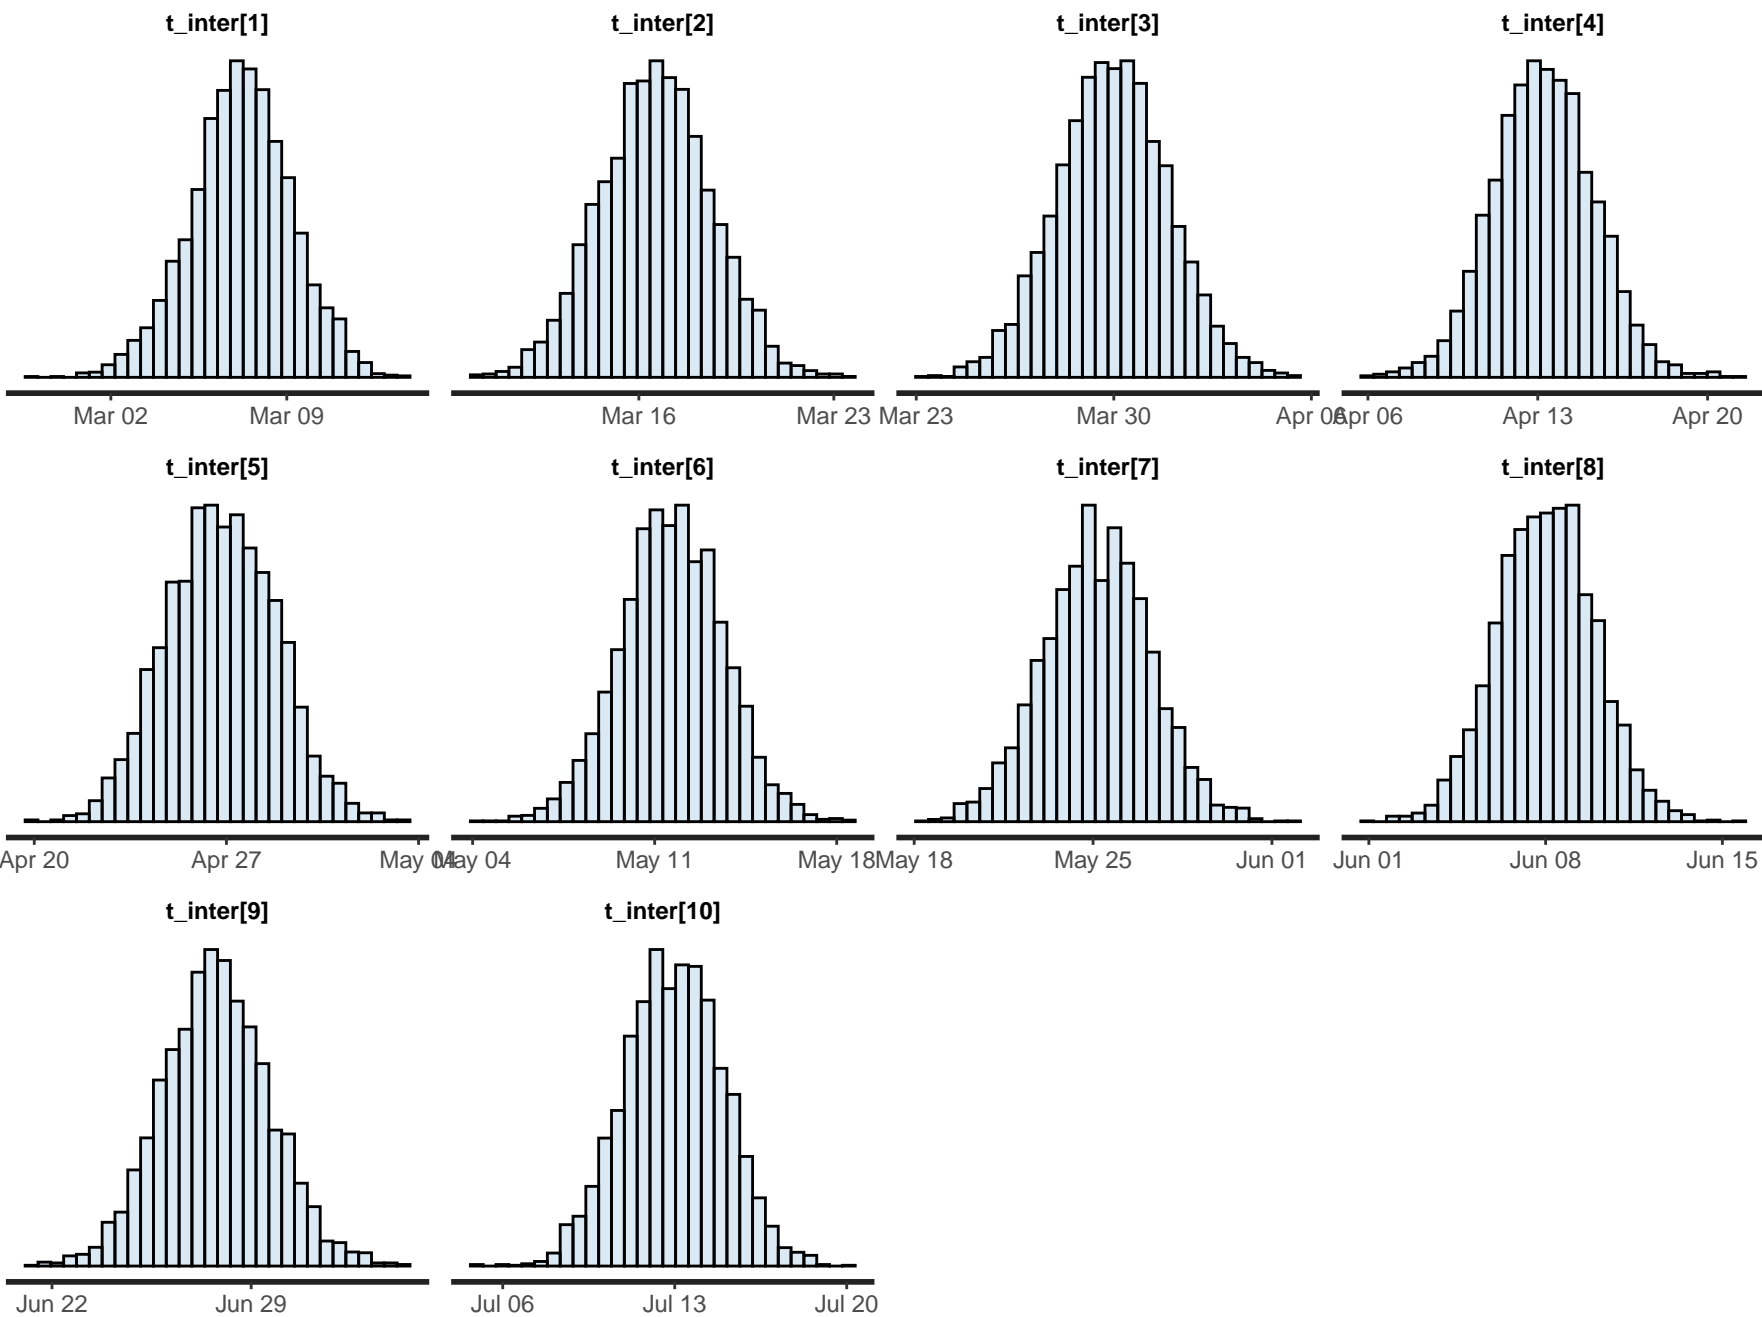 t_inter[1] t_inter[2] t_inter[3] t_inter[4]
Mar 02 Mar 09 Mar 16 Mar 23 Mar 23 Mar 30 Apr 06 Apr 06 Apr 13 Apr 20
t_inter[5] t_inter[6] t_inter[7] t_inter[8]
Apr 20 Apr 27 May 04 May 04 May 11 May 18 May 18 May 25 Jun 01 Jun 01 Jun 08 Jun 15
t_inter[9] t_inter[10]
Jun 22 Jun 29 Jul 06 Jul 13 Jul 20